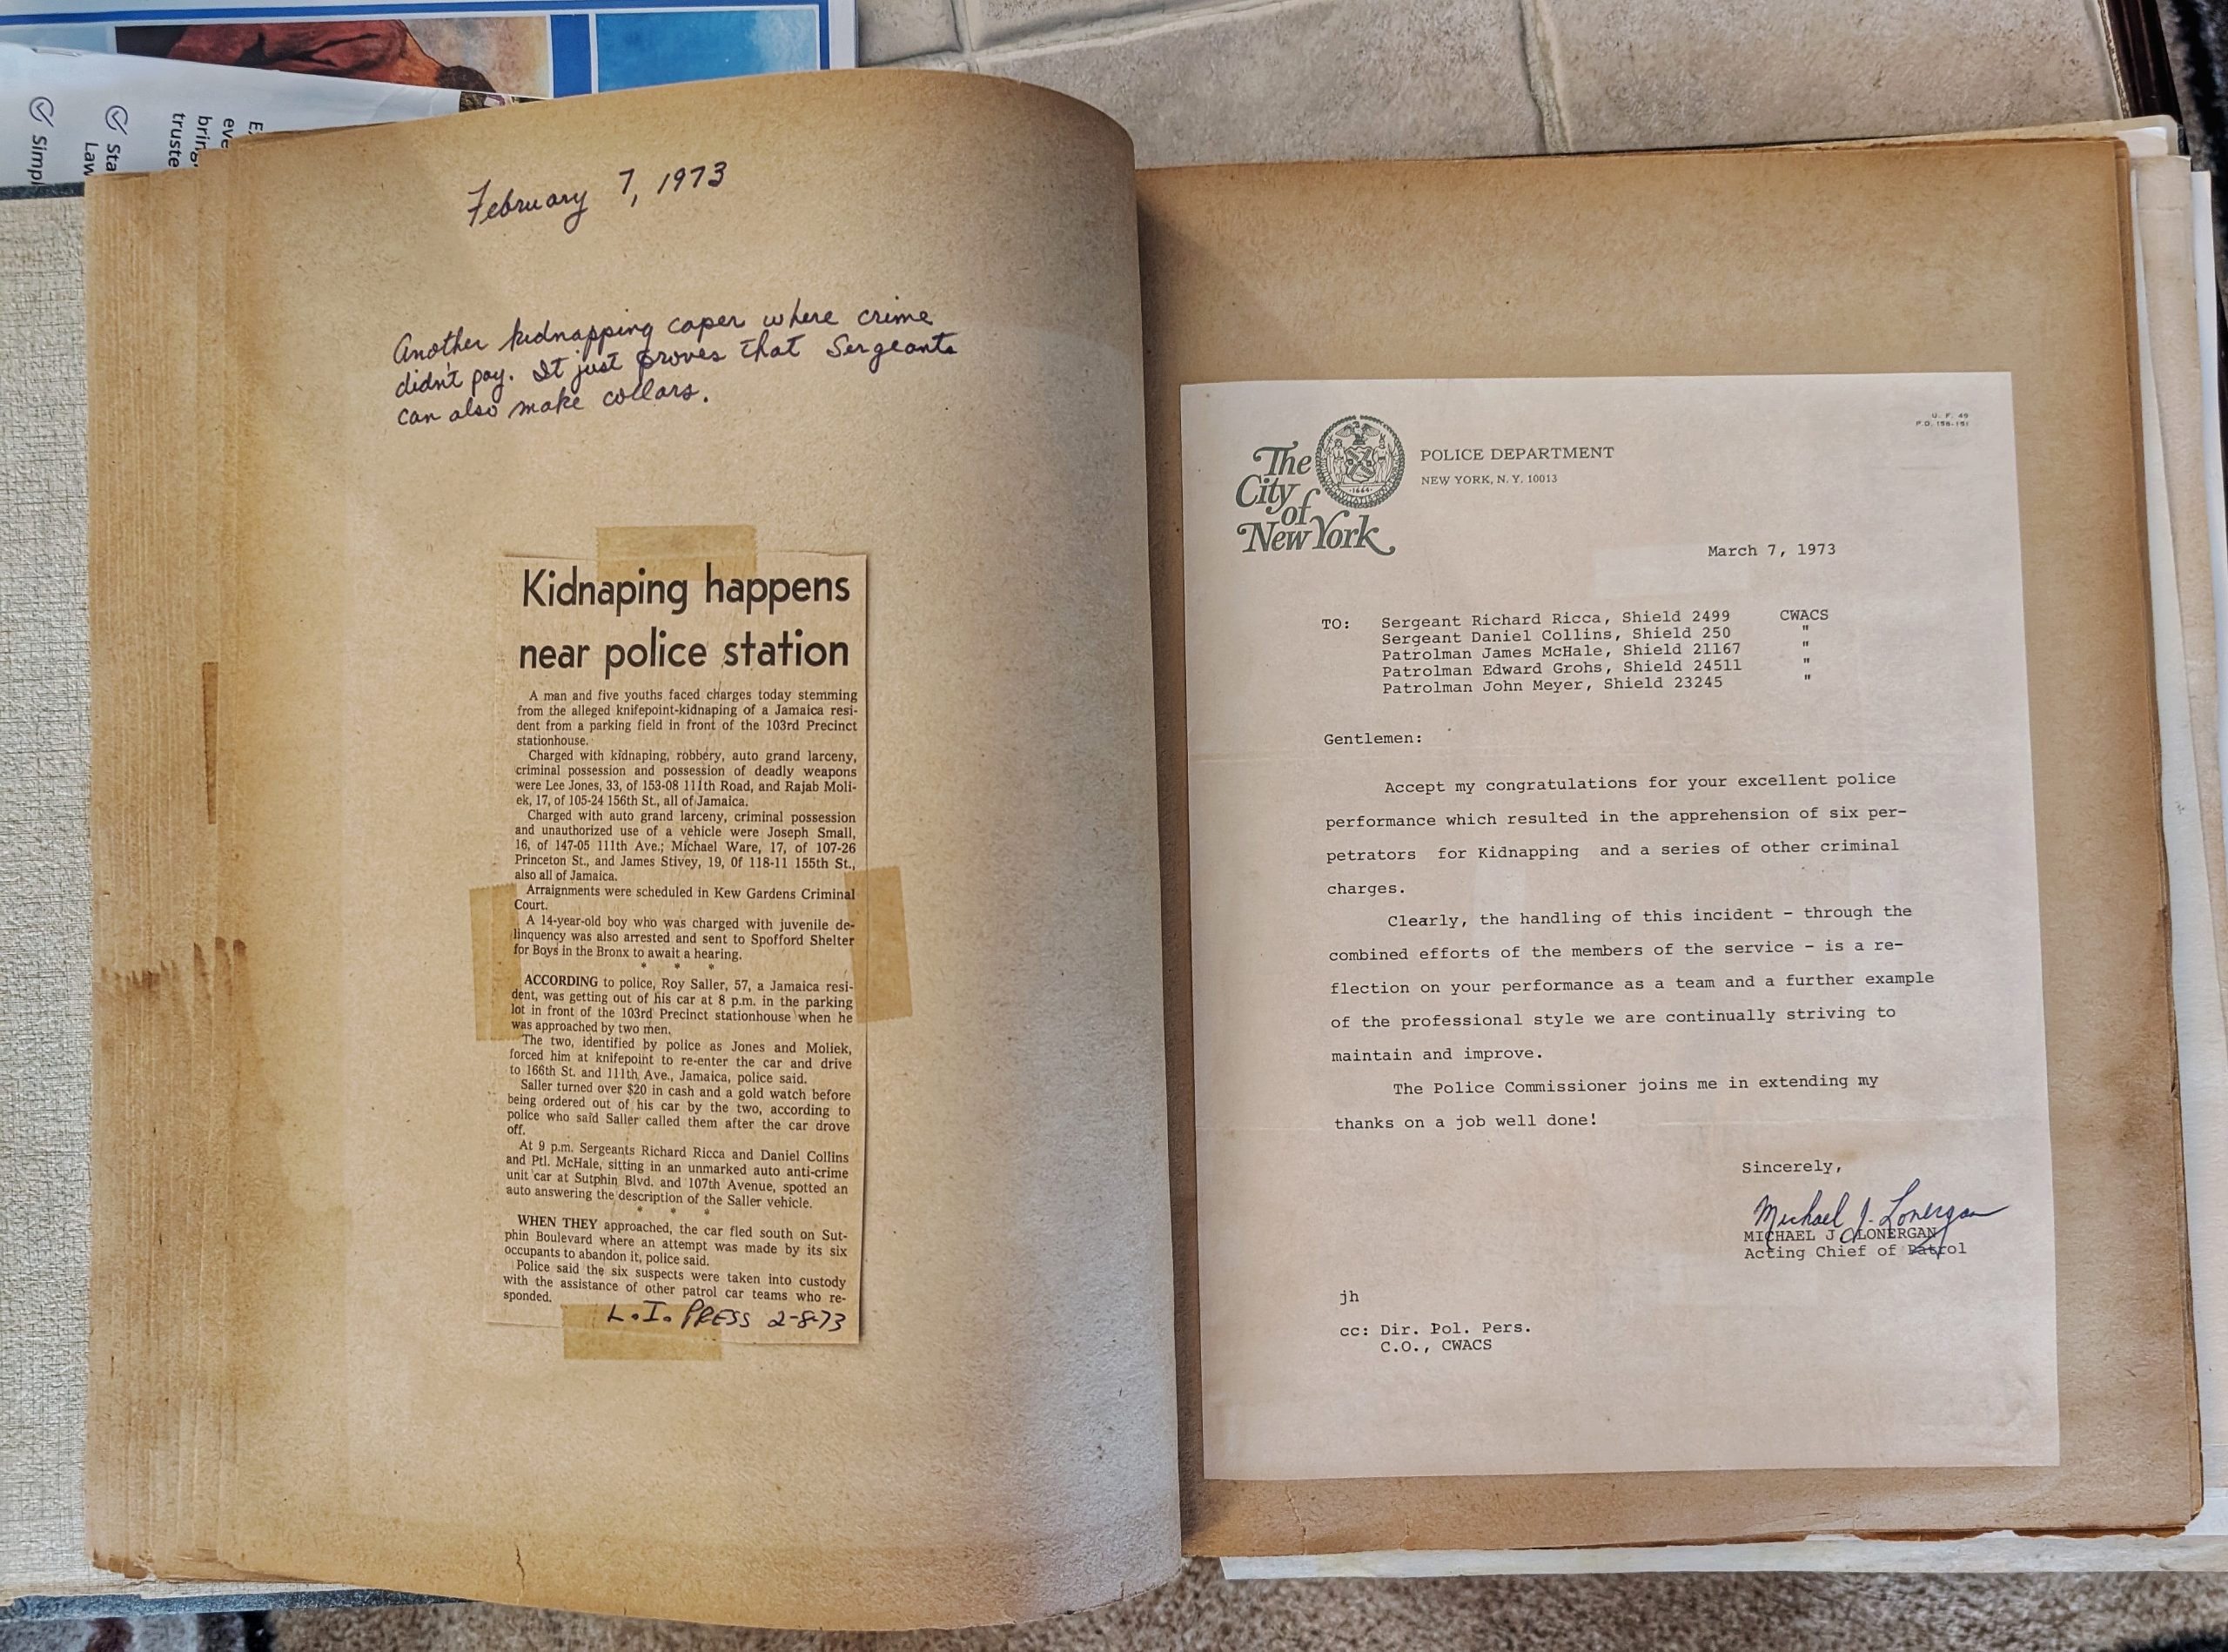 Simpl
Sta
Law
E
eve
bring
truste
February 7, 1973
Another kidnapping caper where crime
didn't pay. It just proves that Sergeants
can also make collars.
Kidnaping happens
near police station
A man and five youths faced charges today stemming
from the alleged knifepoint-kidnaping of a Jamaica resi-
dent from a parking field in front of the 103rd Precinct
stationhouse.
Charged with kidnaping, robbery, auto grand larceny,
criminal possession and possession of deadly weapons
were Lee Jones, 33, of 153-08 111th Road, and Rajab Moli-
ek, 17, of 105-24 156th St., all of Jamaica.
Charged with auto grand larceny, criminal possession
and unauthorized use of a vehicle were Joseph Small,
16, of 147-05 111th Ave.; Michael Ware, 17, of 107-26
Princeton St., and James Stivey, 19, 0f 118-11 155th St.,
also all of Jamaica.
Arraignments were scheduled in Kew Gardens Criminal
Court.
A 14-year-old boy who was charged with juvenile de-
linquency was also arrested and sent to Spofford Shelter
for Boys in the Bronx to await a hearing.
* * *
ACCORDING to police, Roy Saller, 57, a Jamaica resi-
dent, was getting out of his car at 8 p.m. in the parking
lot in front of the 103rd Precinct stationhouse when he
was approached by two men.
The two, identified by police as Jones and Moliek,
forced him at knifepoint to re-enter the car and drive
to 166th St. and 111th Ave., Jamaica, police said.
Saller turned over $20 in cash and a gold watch before
being ordered out of his car by the two, according to
police who said Saller called them after the car drove
off.
At 9 p.m. Sergeants Richard Ricca and Daniel Collins
and Ptl. McHale, sitting in an unmarked auto anti-crime
unit car at Sutphin Blvd. and 107th Avenue, spotted an
auto answering the description of the Saller vehicle.
* * *
WHEN THEY approached, the car fled south on Sut-
phin Boulevard where an attempt was made by its six
occupants to abandon it, police said.
Police said the six suspects were taken into custody
with the assistance of other patrol car teams who re-
sponded.
L.I. PRESS 2-8-73
U. F. 49
P.D. 158-151
The
City
of
New York
1664
POLICE DEPARTMENT
NEW YORK, N. Y. 10013
March 7, 1973
TO: Sergeant Richard Ricca, Shield 2499 CWACS
Sergeant Daniel Collins, Shield 250 "
Patrolman James McHale, Shield 21167 "
Patrolman Edward Grohs, Shield 24511 "
Patrolman John Meyer, Shield 23245 "
Gentlemen:
Accept my congratulations for your excellent police
performance which resulted in the apprehension of six per-
petrators for Kidnapping and a series of other criminal
charges.
Clearly, the handling of this incident - through the
combined efforts of the members of the service - is a re-
flection on your performance as a team and a further example
of the professional style we are continually striving to
maintain and improve.
The Police Commissioner joins me in extending my
thanks on a job well done!
Sincerely,
Michael J. Lonergan
MICHAEL J. LONERGAN
Acting Chief of Patrol
jh
cc: Dir. Pol. Pers.
C.O., CWACS